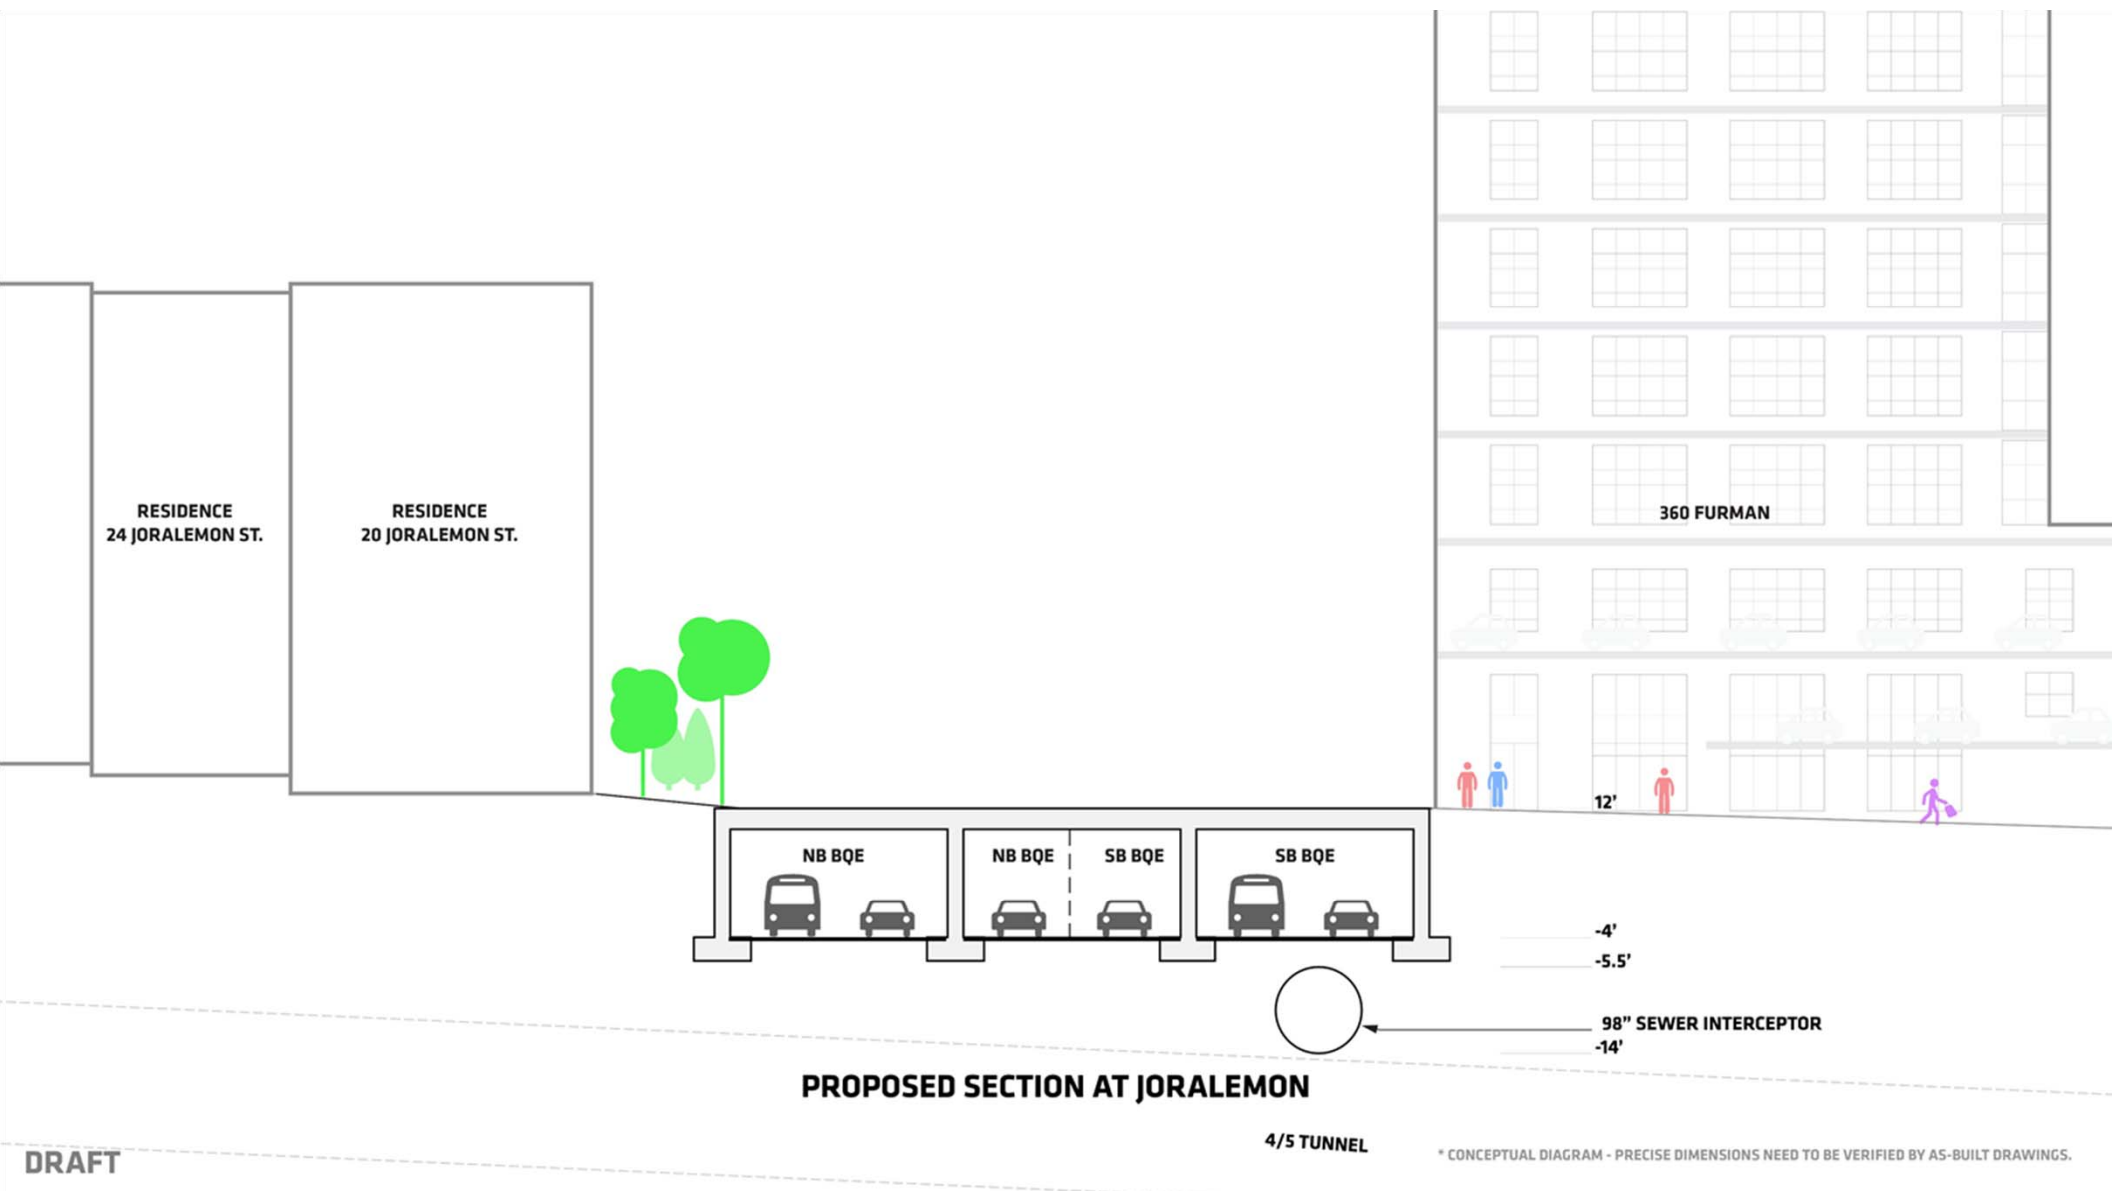 RESIDENCE
24 JORALEMON ST.
RESIDENCE
20 JORALEMON ST.
360 FURMAN
12’
NB BQE
NB BQE
SB BQE
SB BQE
-4’
-5.5’
98” SEWER INTERCEPTOR
-14’
PROPOSED SECTION AT JORALEMON
4/5 TUNNEL
DRAFT
* CONCEPTUAL DIAGRAM - PRECISE DIMENSIONS NEED TO BE VERIFIED BY AS-BUILT DRAWINGS.